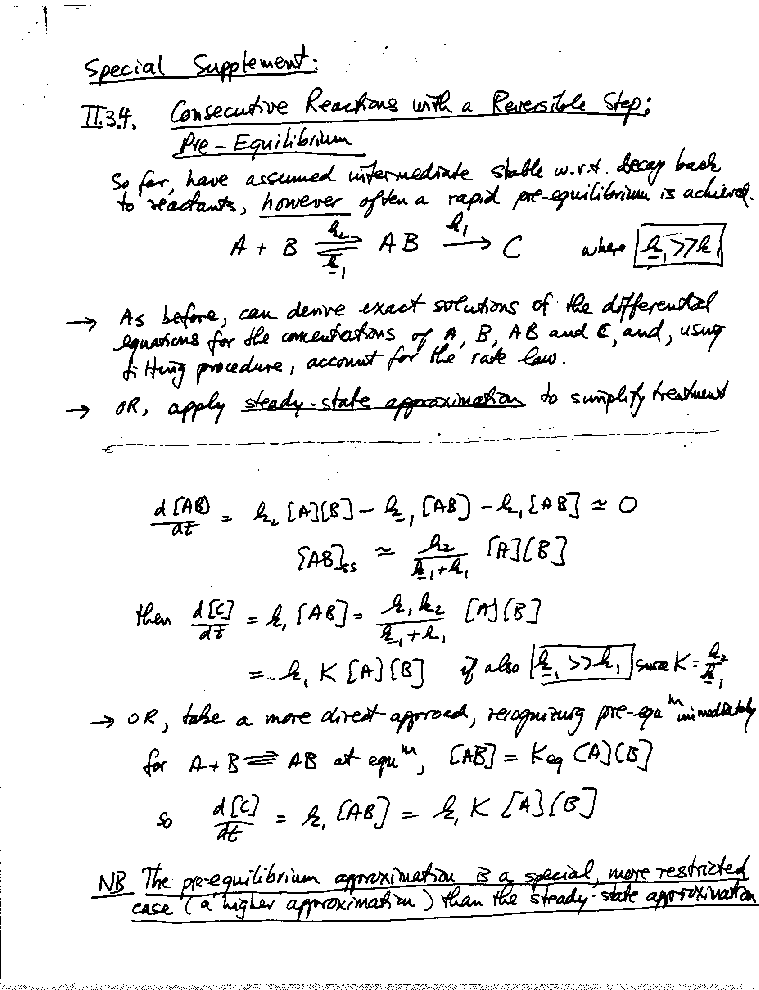 Special Supplement:
II.3.4. Consecutive Reactions with a Reversible Step;
Pre-Equilibrium
So far, have assumed intermediate stable w.r.t. decay back
to reactants, however often a rapid pre-equilibrium is achieved.
A + B ⇌ AB → C where k₋₁ >> k₁
k₂ k₋₁ k₁
→ As before, can derive exact solutions of the differential
equations for the concentrations of A, B, AB and C, and, using
fitting procedure, account for the rate law.
→ OR, apply steady-state approximation to simplify treatment
d[AB]/dt = k₂[A][B] - k₋₁[AB] - k₁[AB] ≃ 0
[AB]ss ≃ k₂/(k₋₁+k₁) [A][B]
then d[C]/dt = k₁[AB] = k₁k₂/(k₋₁+k₁) [A][B]
= k₁ K [A][B] if also k₋₁ >> k₁ since K = k₂/k₋₁
→ OR, take a more direct approach, recognizing pre-equᵐ immediately
for A + B ⇌ AB at equᵐ, [AB] = Keq [A][B]
so d[C]/dt = k₁[AB] = k₁ K [A][B]
NB The pre-equilibrium approximation is a special, more restricted
case (a higher approximation) than the steady-state approximation